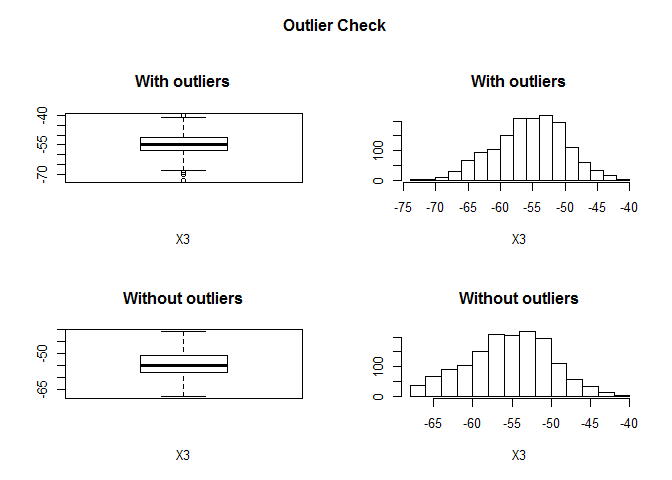 Outlier Check
With outliers
-40
-55
-70
X3
With outliers
100
0
-75 -70 -65 -60 -55 -50 -45 -40
X3
Without outliers
-50
-65
X3
Without outliers
100
0
-65 -60 -55 -50 -45 -40
X3